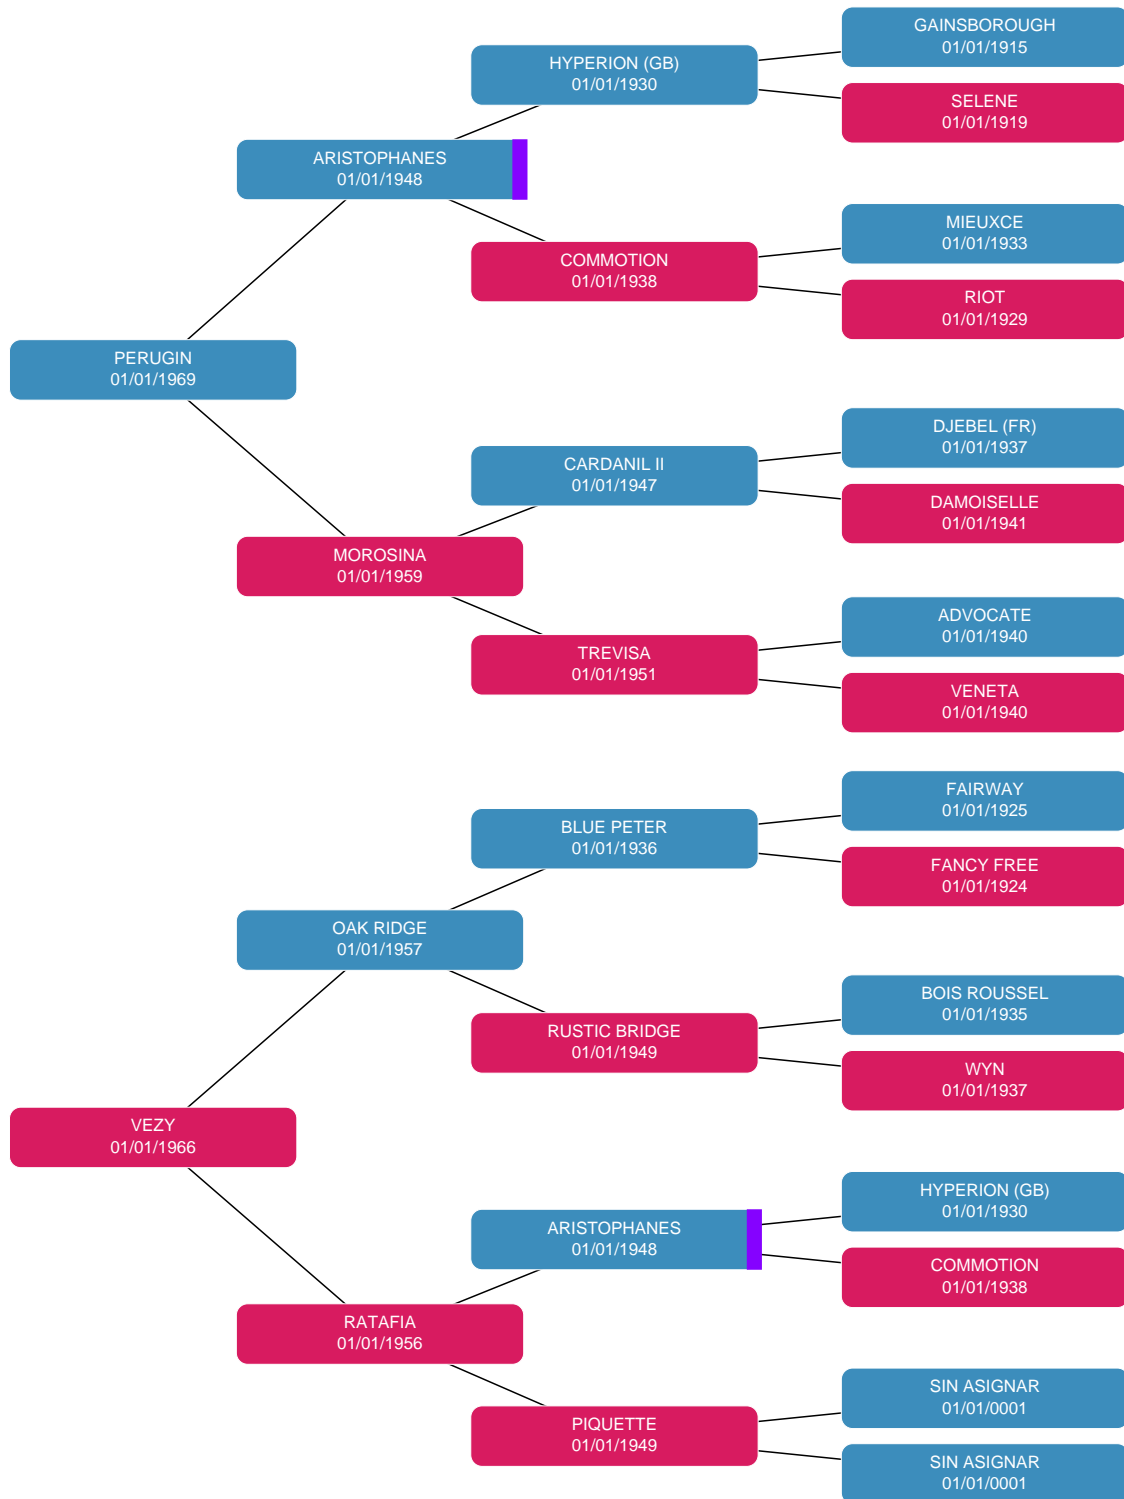 GAINSBOROUGH
01/01/1915
HYPERION (GB)
01/01/1930
SELENE
01/01/1919
ARISTOPHANES
01/01/1948
MIEUXCE
01/01/1933
COMMOTION
01/01/1938
RIOT
01/01/1929
PERUGIN
01/01/1969
DJEBEL (FR)
01/01/1937
CARDANIL II
01/01/1947
DAMOISELLE
01/01/1941
MOROSINA
01/01/1959
ADVOCATE
01/01/1940
TREVISA
01/01/1951
VENETA
01/01/1940
FAIRWAY
01/01/1925
BLUE PETER
01/01/1936
FANCY FREE
01/01/1924
OAK RIDGE
01/01/1957
BOIS ROUSSEL
01/01/1935
RUSTIC BRIDGE
01/01/1949
WYN
01/01/1937
VEZY
01/01/1966
HYPERION (GB)
01/01/1930
ARISTOPHANES
01/01/1948
COMMOTION
01/01/1938
RATAFIA
01/01/1956
SIN ASIGNAR
01/01/0001
PIQUETTE
01/01/1949
SIN ASIGNAR
01/01/0001